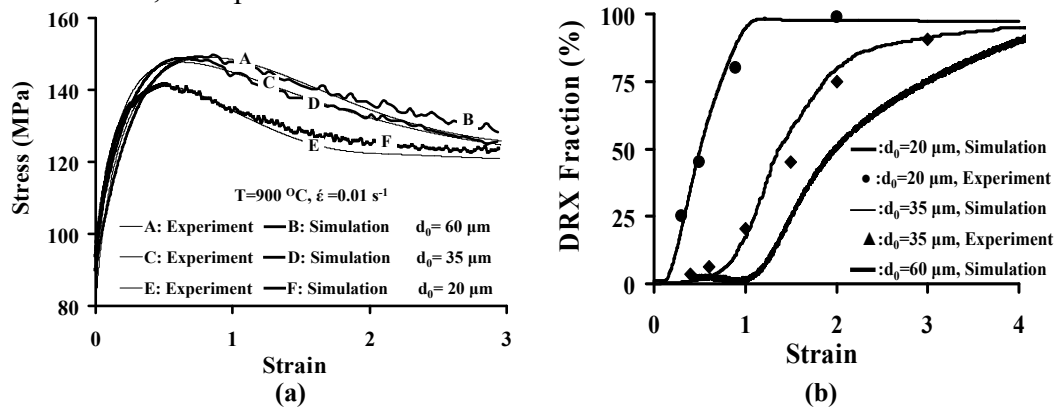 160
140
120
100
80
Stress (MPa)
A
C
D
B
E
F
T=900 ᴼC, έ=0.01 s⁻¹
A: Experiment B: Simulation d₀= 60 μm
C: Experiment D: Simulation d₀= 35 μm
E: Experiment F: Simulation d₀= 20 μm
0 1 2 3
Strain
(a)
100
75
50
25
0
DRX Fraction (%)
:d₀=20 μm, Simulation
:d₀=20 μm, Experiment
:d₀=35 μm, Simulation
:d₀=35 μm, Experiment
:d₀=60 μm, Simulation
0 1 2 3 4
Strain
(b)